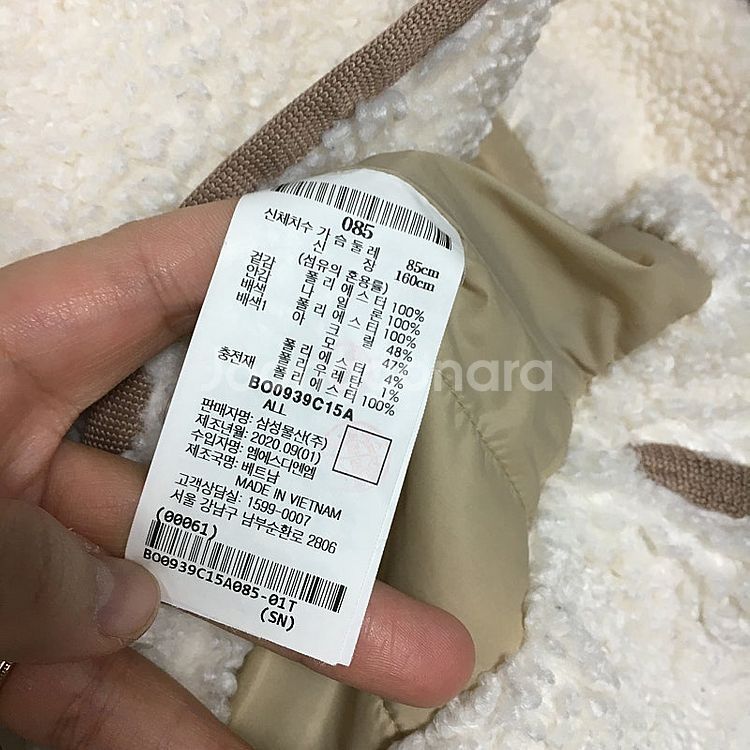 085
신체치수 가슴둘레 85cm
신장 160cm
(섬유의 혼용률)
겉감 폴리에스터 100%
안감 나일론 100%
배색 폴리에스터 100%
배색1 아크릴 48%
모 47%
폴리에스터 4%
폴리우레탄 1%
충전재 폴리에스터 100%
BO0939C15A
ALL
판매자명: 삼성물산(주)
제조년월: 2020.09(01)
수입자명: 엠에스디엔엠
제조국명: 베트남
MADE IN VIETNAM
고객상담실: 1599-0007
서울 강남구 남부순환로 2806
(00061)
BO0939C15A085-01T
(SN)